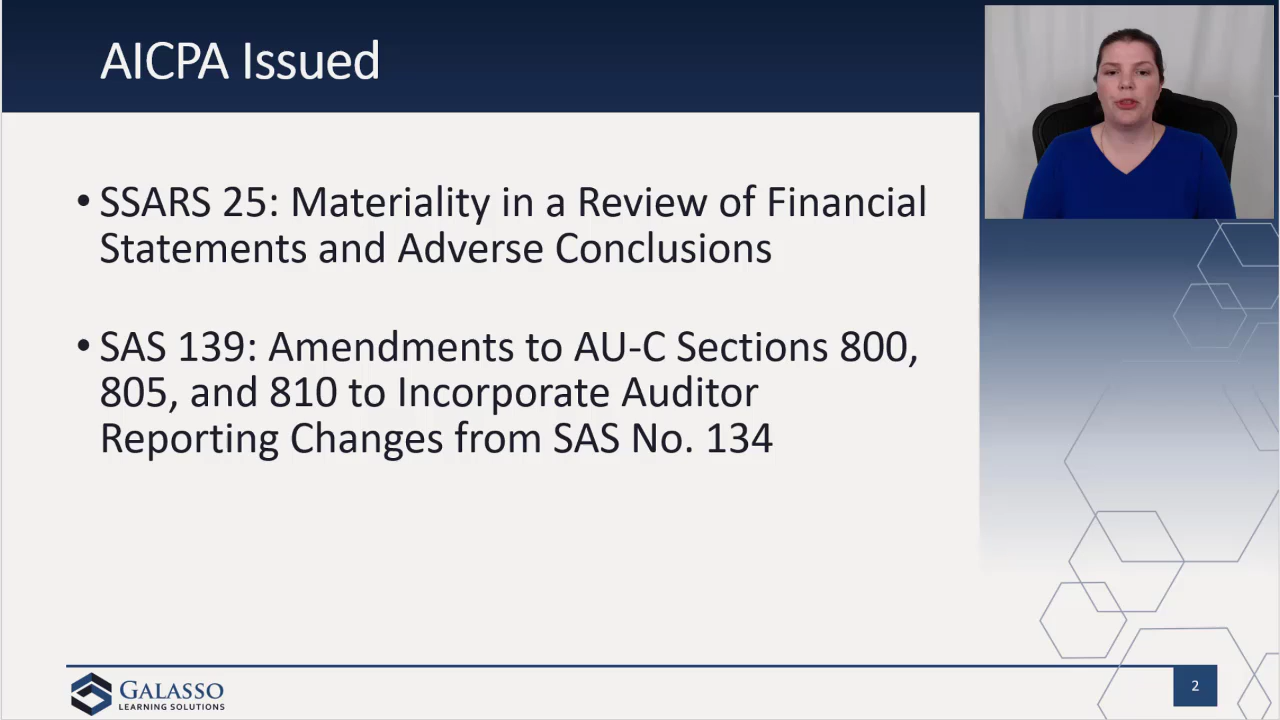 AICPA Issued
• SSARS 25: Materiality in a Review of Financial
Statements and Adverse Conclusions
• SAS 139: Amendments to AU-C Sections 800,
805, and 810 to Incorporate Auditor
Reporting Changes from SAS No. 134
GALASSO
LEARNING SOLUTIONS
2